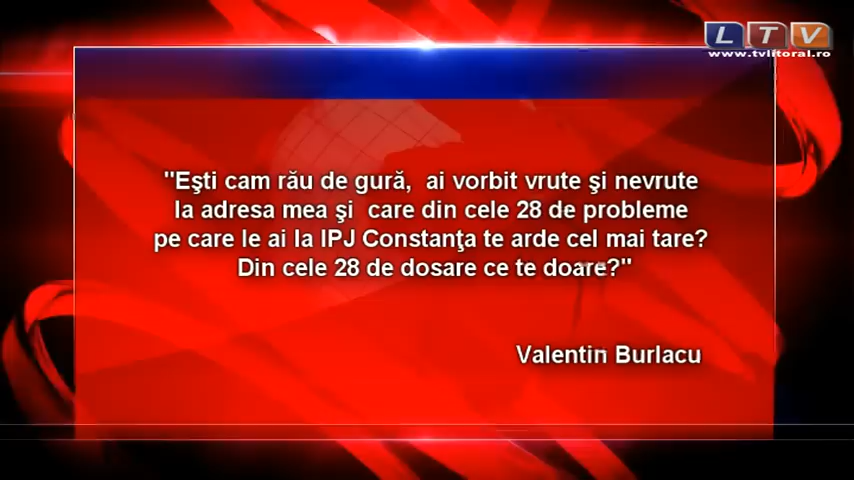 LTV
www.tvlitoral.ro
"Eşti cam rău de gură,  ai vorbit vrute şi nevrute
la adresa mea şi  care din cele 28 de probleme
pe care le ai la IPJ Constanţa te arde cel mai tare?
Din cele 28 de dosare ce te doare?"
Valentin Burlacu